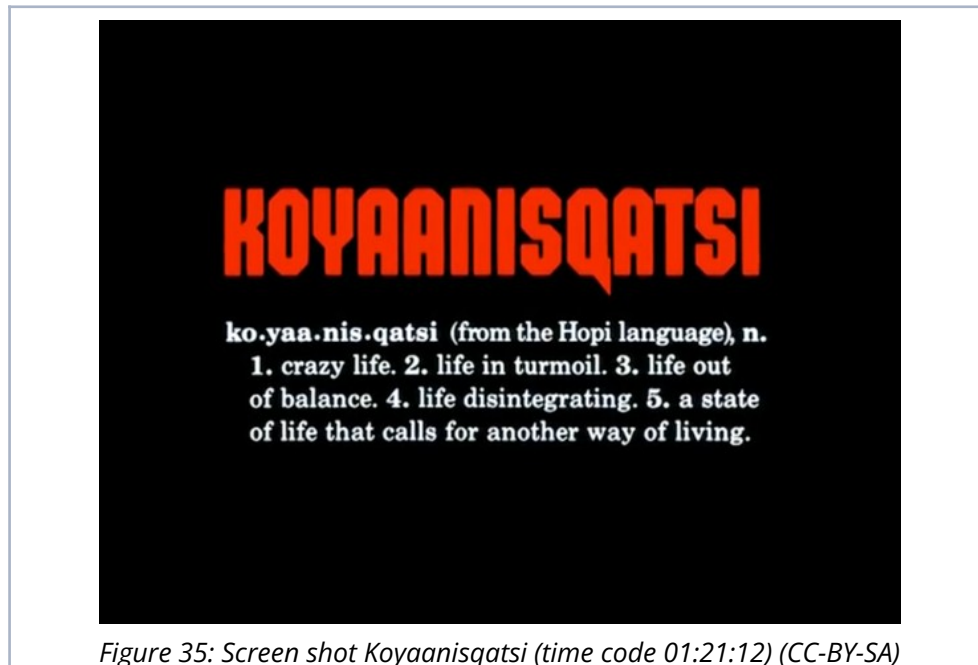 KOYAANISQATSI
ko.yaa.nis.qatsi (from the Hopi language), n.
1. crazy life. 2. life in turmoil. 3. life out
of balance. 4. life disintegrating. 5. a state
of life that calls for another way of living.
Figure 35: Screen shot Koyaanisqatsi (time code 01:21:12) (CC-BY-SA)